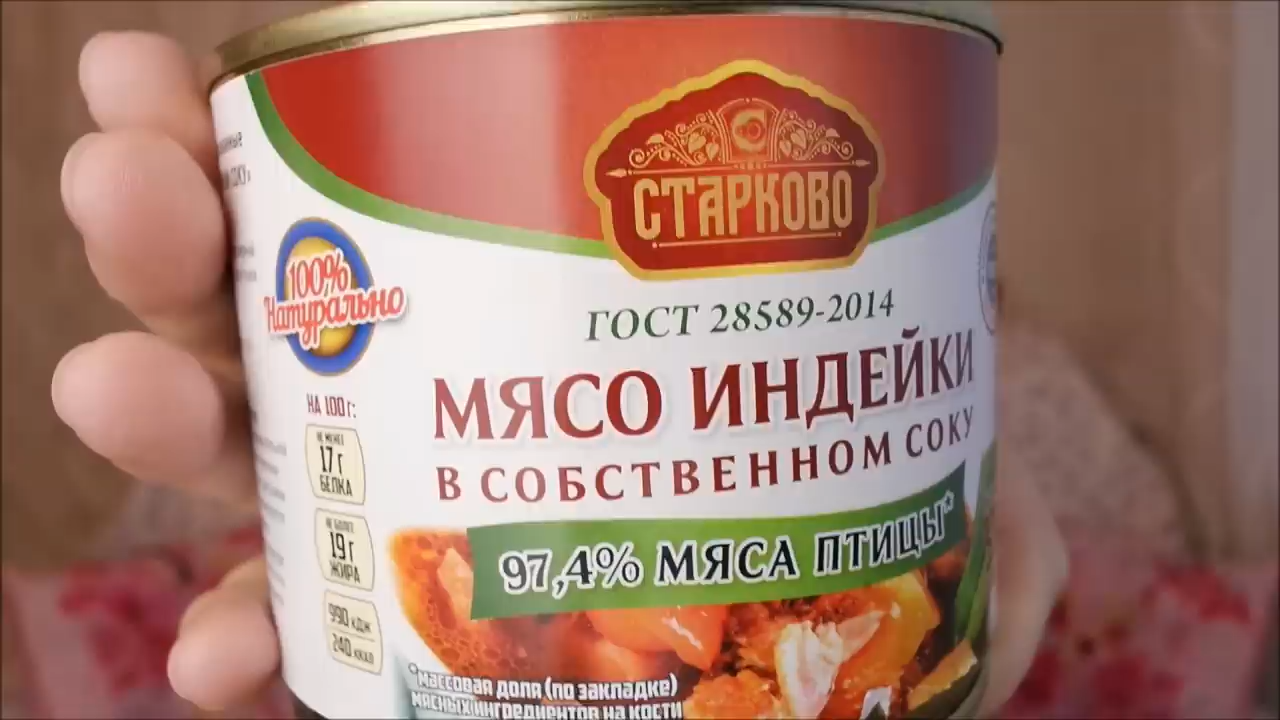 СТАРКОВО
ГОСТ 28589-2014
МЯСО ИНДЕЙКИ
В СОБСТВЕННОМ СОКУ
97,4% МЯСА ПТИЦЫ*
100%
Натурально
НА 100 г:
НЕ МЕНЕЕ
17 г
БЕЛКА
НЕ БОЛЕЕ
19 г
ЖИРА
990 кДж
240 ккал
*массовая доля (по закладке)
мясных ингредиентов на кости